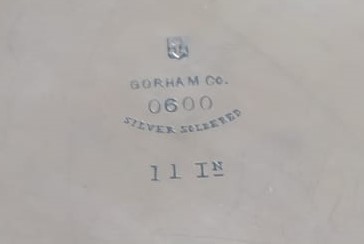 GORHAM CO.
0600
SILVER SOLDERED
11 IN